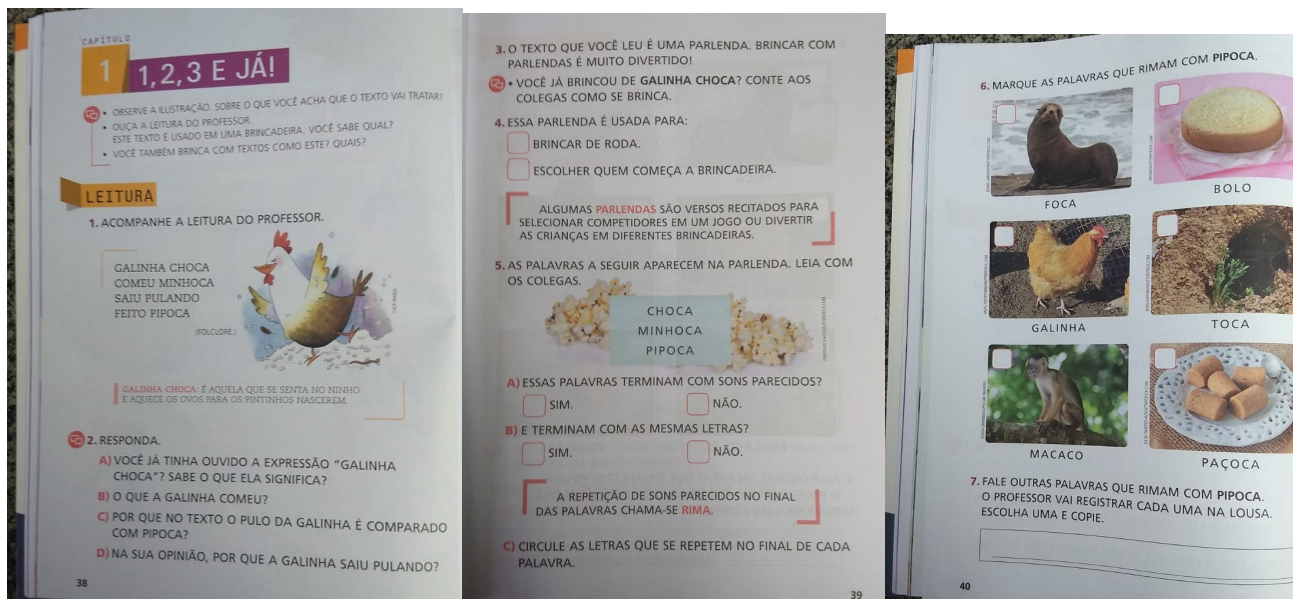 CAPÍTULO
1
1, 2, 3 E JÁ!
• OBSERVE A ILUSTRAÇÃO. SOBRE O QUE VOCÊ ACHA QUE O TEXTO VAI TRATAR?
• OUÇA A LEITURA DO PROFESSOR.
ESTE TEXTO É USADO EM UMA BRINCADEIRA. VOCÊ SABE QUAL?
• VOCÊ TAMBÉM BRINCA COM TEXTOS COMO ESTE? QUAIS?
LEITURA
1. ACOMPANHE A LEITURA DO PROFESSOR.
GALINHA CHOCA
COMEU MINHOCA
SAIU PULANDO
FEITO PIPOCA
(FOLCLORE.)
GALINHA CHOCA: É AQUELA QUE SE SENTA NO NINHO
E AQUECE OS OVOS PARA OS PINTINHOS NASCEREM.
2. RESPONDA.
A) VOCÊ JÁ TINHA OUVIDO A EXPRESSÃO “GALINHA
CHOCA”? SABE O QUE ELA SIGNIFICA?
B) O QUE A GALINHA COMEU?
C) POR QUE NO TEXTO O PULO DA GALINHA É COMPARADO
COM PIPOCA?
D) NA SUA OPINIÃO, POR QUE A GALINHA SAIU PULANDO?
38
3. O TEXTO QUE VOCÊ LEU É UMA PARLENDA. BRINCAR COM
PARLENDAS É MUITO DIVERTIDO!
• VOCÊ JÁ BRINCOU DE GALINHA CHOCA? CONTE AOS
COLEGAS COMO SE BRINCA.
4. ESSA PARLENDA É USADA PARA:
BRINCAR DE RODA.
ESCOLHER QUEM COMEÇA A BRINCADEIRA.
ALGUMAS PARLENDAS SÃO VERSOS RECITADOS PARA
SELECIONAR COMPETIDORES EM UM JOGO OU DIVERTIR
AS CRIANÇAS EM DIFERENTES BRINCADEIRAS.
5. AS PALAVRAS A SEGUIR APARECEM NA PARLENDA. LEIA COM
OS COLEGAS.
CHOCA
MINHOCA
PIPOCA
A) ESSAS PALAVRAS TERMINAM COM SONS PARECIDOS?
SIM. NÃO.
B) E TERMINAM COM AS MESMAS LETRAS?
SIM. NÃO.
A REPETIÇÃO DE SONS PARECIDOS NO FINAL
DAS PALAVRAS CHAMA-SE RIMA.
C) CIRCULE AS LETRAS QUE SE REPETEM NO FINAL DE CADA
PALAVRA.
39
6. MARQUE AS PALAVRAS QUE RIMAM COM PIPOCA.
FOCA
BOLO
GALINHA
TOCA
MACACO
PAÇOCA
7. FALE OUTRAS PALAVRAS QUE RIMAM COM PIPOCA.
O PROFESSOR VAI REGISTRAR CADA UMA NA LOUSA.
ESCOLHA UMA E COPIE.
40